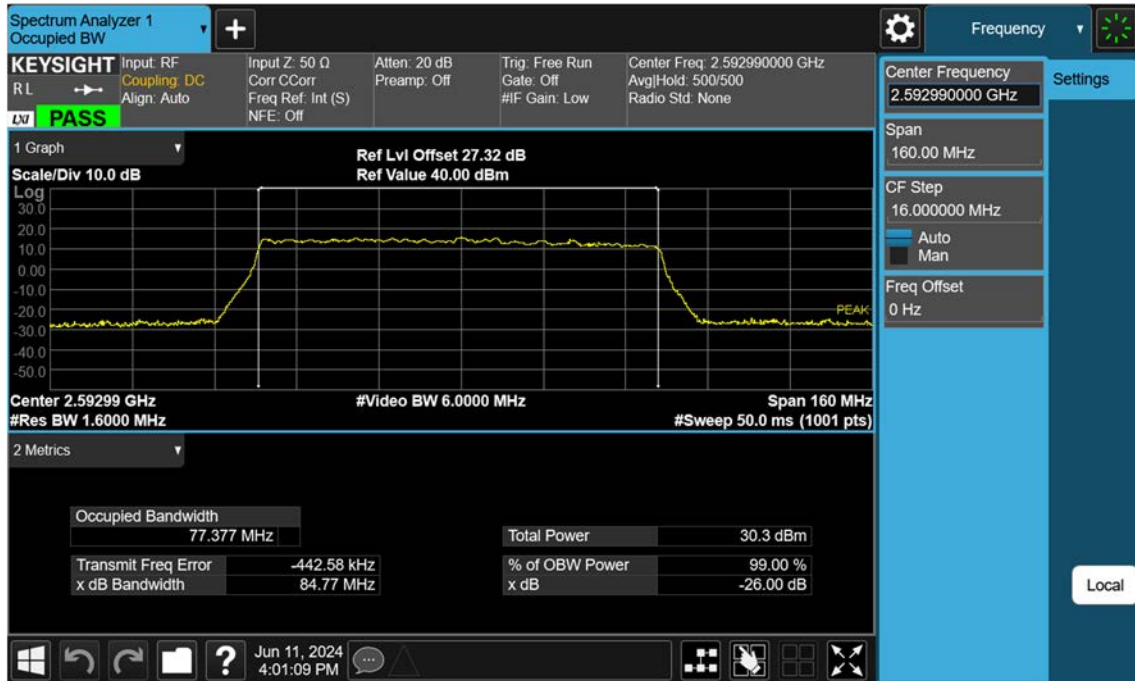 Spectrum Analyzer 1
Occupied BW
Frequency
KEYSIGHT
RL
LXI PASS
Input: RF
Coupling: DC
Align: Auto
Input Z: 50 Ω
Corr CCorr
Freq Ref: Int (S)
NFE: Off
Atten: 20 dB
Preamp: Off
Trig: Free Run
Gate: Off
#IF Gain: Low
Center Freq: 2.592990000 GHz
Avg|Hold: 500/500
Radio Std: None
Center Frequency
2.592990000 GHz
Settings
Span
160.00 MHz
CF Step
16.000000 MHz
Auto
Man
Freq Offset
0 Hz
1 Graph
Ref Lvl Offset 27.32 dB
Scale/Div 10.0 dB
Ref Value 40.00 dBm
Log
30.0
20.0
10.0
0.00
-10.0
-20.0
-30.0
-40.0
-50.0
PEAK
Center 2.59299 GHz
#Video BW 6.0000 MHz
Span 160 MHz
#Res BW 1.6000 MHz
#Sweep 50.0 ms (1001 pts)
2 Metrics
Occupied Bandwidth
77.377 MHz
Total Power 30.3 dBm
Transmit Freq Error -442.58 kHz
% of OBW Power 99.00 %
x dB Bandwidth 84.77 MHz
x dB -26.00 dB
Local
?
Jun 11, 2024
4:01:09 PM